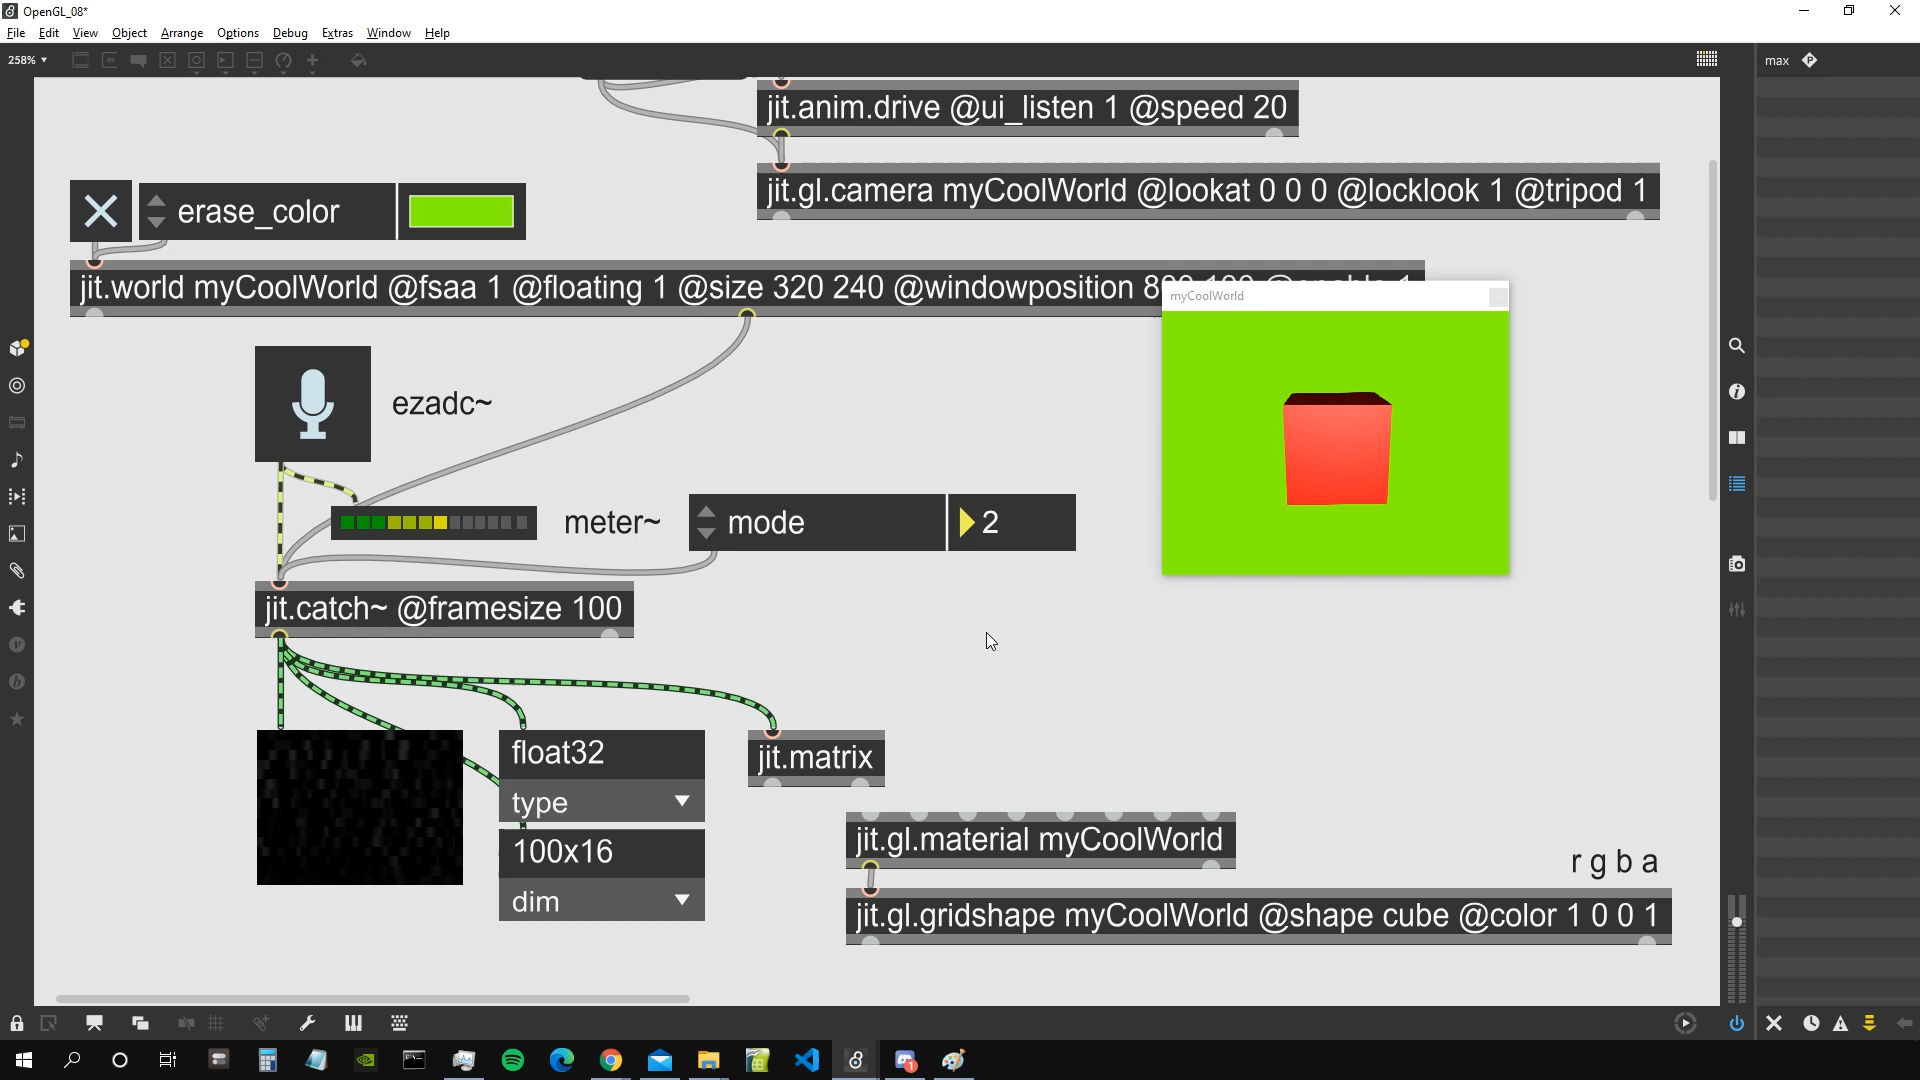 OpenGL_08*
File Edit View Object Arrange Options Debug Extras Window Help
258%
max
jit.anim.drive @ui_listen 1 @speed 20
jit.gl.camera myCoolWorld @lookat 0 0 0 @locklook 1 @tripod 1
erase_color
jit.world myCoolWorld @fsaa 1 @floating 1 @size 320 240 @windowposition
myCoolWorld
ezadc~
meter~
mode 2
jit.catch~ @framesize 100
float32
type
jit.matrix
100x16
dim
jit.gl.material myCoolWorld
r g b a
jit.gl.gridshape myCoolWorld @shape cube @color 1 0 0 1